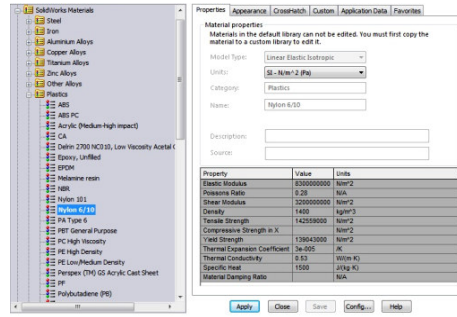 SolidWorks Materials
Steel
Iron
Aluminium Alloys
Copper Alloys
Titanium Alloys
Zinc Alloys
Other Alloys
Plastics
ABS
ABS PC
Acrylic (Medium-high impact)
CA
Delrin 2700 NC010, Low Viscosity Acetal C
Epoxy, Unfilled
EPDM
Melamine resin
NBR
Nylon 101
Nylon 6/10
PA Type 6
PBT General Purpose
PC High Viscosity
PE High Density
PE Low/Medium Density
Perspex (TM) GS Acrylic Cast Sheet
PF
Polybutadiene (PB)
Properties Appearance CrossHatch Custom Application Data Favorites
Material properties
Materials in the default library can not be edited. You must first copy the
material to a custom library to edit it.
Model Type: Linear Elastic Isotropic
Units: SI - N/m^2 (Pa)
Category: Plastics
Name: Nylon 6/10
Description:
Source:
Property Value Units
Elastic Modulus 8300000000 N/m^2
Poissons Ratio 0.28 N/A
Shear Modulus 3200000000 N/m^2
Density 1400 kg/m^3
Tensile Strength 142559000 N/m^2
Compressive Strength in X N/m^2
Yield Strength 139043000 N/m^2
Thermal Expansion Coefficient 3e-005 /K
Thermal Conductivity 0.53 W/(m·K)
Specific Heat 1500 J/(kg·K)
Material Damping Ratio N/A
Apply Close Save Config... Help